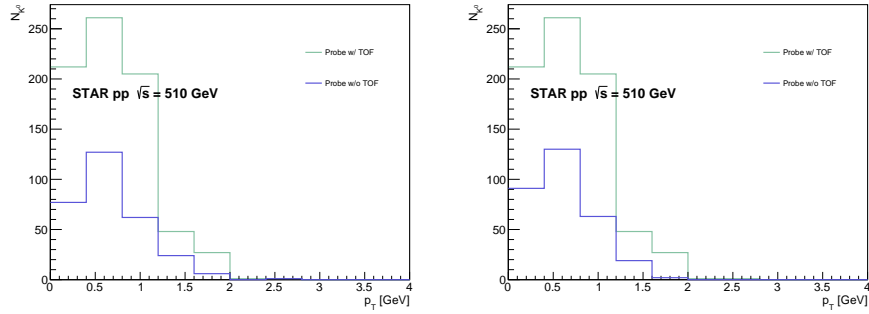 N_K⁰
250
200
150
100
50
0
Probe w/ TOF
Probe w/o TOF
STAR pp √s = 510 GeV
0 0.5 1 1.5 2 2.5 3 3.5 4
p_T [GeV]
N_K⁰
250
200
150
100
50
0
Probe w/ TOF
Probe w/o TOF
STAR pp √s = 510 GeV
0 0.5 1 1.5 2 2.5 3 3.5 4
p_T [GeV]